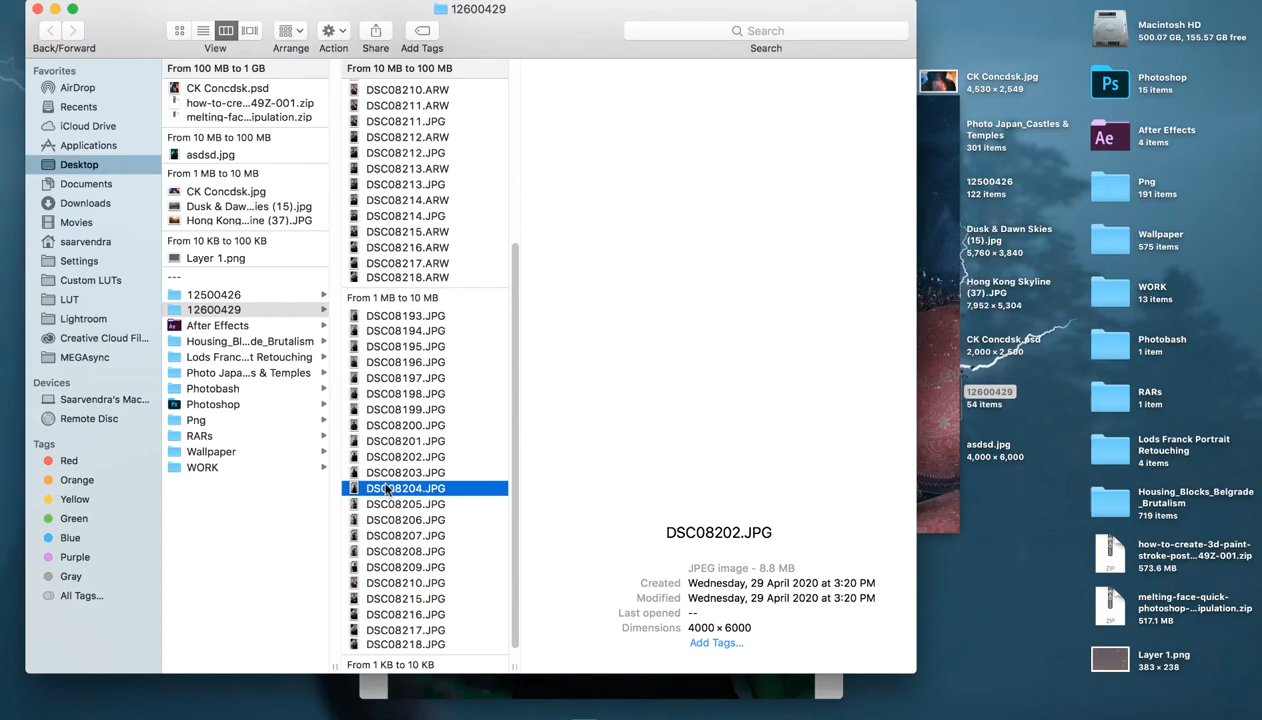 12600429
Back/Forward
View
Arrange
Action
Share
Add Tags
Search
Search
Favorites
AirDrop
Recents
iCloud Drive
Applications
Desktop
Documents
Downloads
Movies
saarvendra
Settings
Custom LUTs
LUT
Lightroom
Creative Cloud Fil...
MEGAsync
Devices
Saarvendra's Mac...
Remote Disc
Tags
Red
Orange
Yellow
Green
Blue
Purple
Gray
All Tags...
From 100 MB to 1 GB
CK Concdsk.psd
how-to-cre...49Z-001.zip
melting-fac...ipulation.zip
From 10 MB to 100 MB
asdsd.jpg
From 1 MB to 10 MB
CK Concdsk.jpg
Dusk & Daw...ies (15).jpg
Hong Kong...ine (37).JPG
From 10 KB to 100 KB
Layer 1.png
---
12500426
12600429
After Effects
Housing_Bl...de_Brutalism
Lods Franc...t Retouching
Photo Japa...s & Temples
Photobash
Photoshop
Png
RARs
Wallpaper
WORK
From 10 MB to 100 MB
DSC08210.ARW
DSC08211.ARW
DSC08211.JPG
DSC08212.ARW
DSC08212.JPG
DSC08213.ARW
DSC08213.JPG
DSC08214.ARW
DSC08214.JPG
DSC08215.ARW
DSC08216.ARW
DSC08217.ARW
DSC08218.ARW
From 1 MB to 10 MB
DSC08193.JPG
DSC08194.JPG
DSC08195.JPG
DSC08196.JPG
DSC08197.JPG
DSC08198.JPG
DSC08199.JPG
DSC08200.JPG
DSC08201.JPG
DSC08202.JPG
DSC08203.JPG
DSC08204.JPG
DSC08205.JPG
DSC08206.JPG
DSC08207.JPG
DSC08208.JPG
DSC08209.JPG
DSC08210.JPG
DSC08215.JPG
DSC08216.JPG
DSC08217.JPG
DSC08218.JPG
From 1 KB to 10 KB
DSC08202.JPG
JPEG image - 8.8 MB
Created Wednesday, 29 April 2020 at 3:20 PM
Modified Wednesday, 29 April 2020 at 3:20 PM
Last opened --
Dimensions 4000 × 6000
Add Tags...
CK Concdsk.jpg
4,530 × 2,549
Photo Japan_Castles &
Temples
301 items
12500426
122 items
Dusk & Dawn Skies
(15).jpg
5,760 × 3,840
Hong Kong Skyline
(37).JPG
7,952 × 5,304
CK Concdsk.psd
2,000 × 2,500
12600429
54 items
asdsd.jpg
4,000 × 6,000
Macintosh HD
500.07 GB, 155.57 GB free
Ps
Photoshop
15 items
Ae
After Effects
4 items
Png
191 items
Wallpaper
575 items
WORK
13 items
Photobash
1 item
RARs
1 item
Lods Franck Portrait
Retouching
4 items
Housing_Blocks_Belgrade
_Brutalism
719 items
ZIP
how-to-create-3d-paint-
stroke-post...49Z-001.zip
573.6 MB
ZIP
melting-face-quick-
photoshop-...ipulation.zip
517.1 MB
Layer 1.png
383 × 238